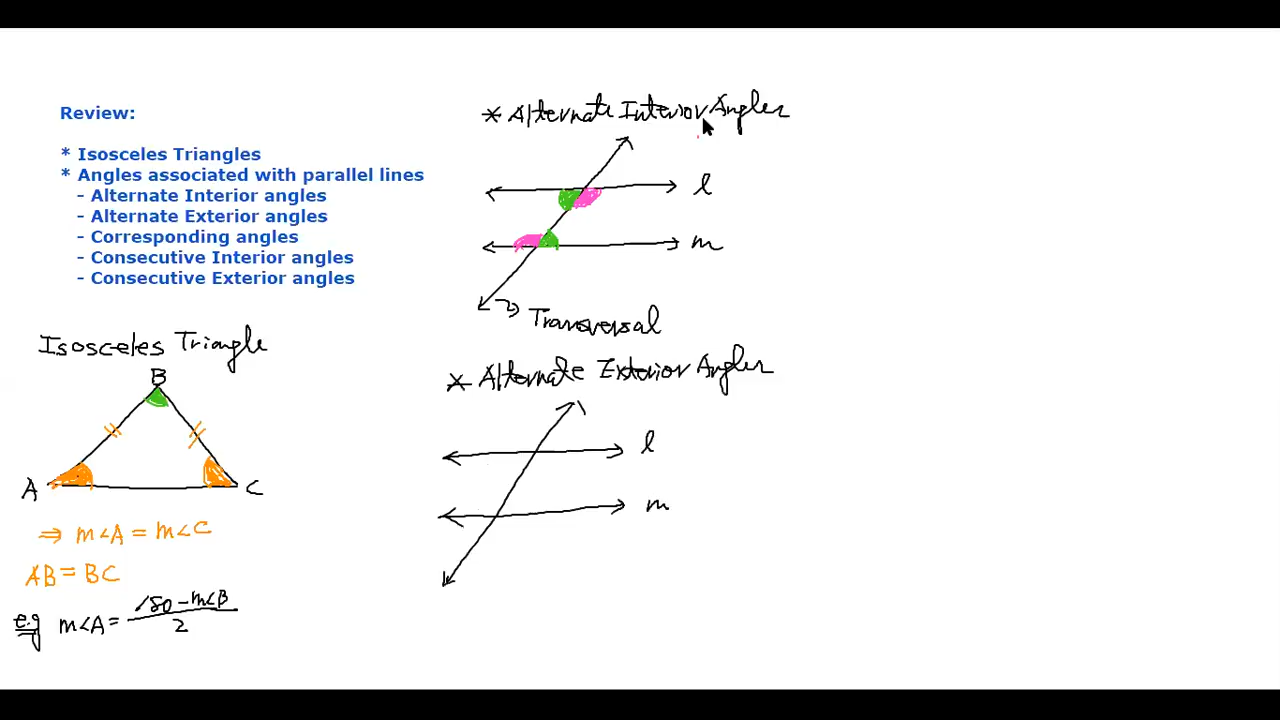 Review:
* Isosceles Triangles
* Angles associated with parallel lines
- Alternate Interior angles
- Alternate Exterior angles
- Corresponding angles
- Consecutive Interior angles
- Consecutive Exterior angles
Isosceles Triangle
B
A
C
⇒ m∠A = m∠C
AB = BC
e.g m∠A = (180 - m∠B)/2
* Alternate Interior Angles
l
m
Transversal
* Alternate Exterior Angles
l
m